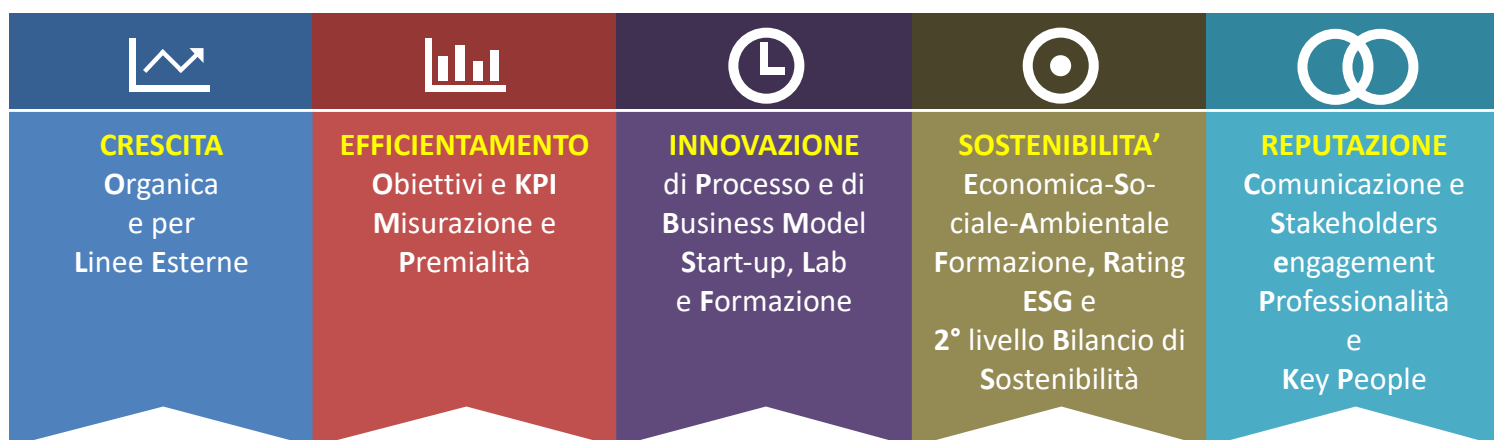 CRESCITA
Organica
e per
Linee Esterne
EFFICIENTAMENTO
Obiettivi e KPI
Misurazione e
Premialità
INNOVAZIONE
di Processo e di
Business Model
Start-up, Lab
e Formazione
SOSTENIBILITA’
Economica-So-
ciale-Ambientale
Formazione, Rating
ESG e
2° livello Bilancio di
Sostenibilità
REPUTAZIONE
Comunicazione e
Stakeholders
engagement
Professionalità
e
Key People